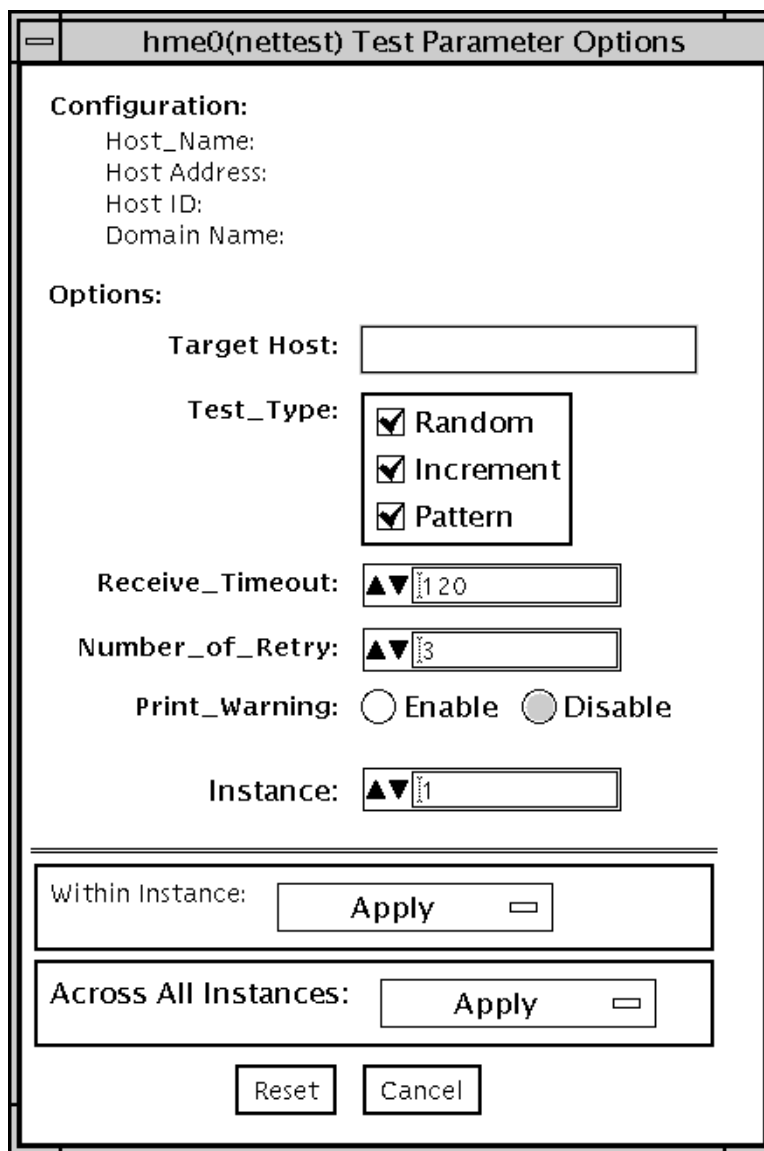 hme0(nettest) Test Parameter Options
Configuration:
Host_Name:
Host Address:
Host ID:
Domain Name:
Options:
Target Host:
Test_Type:
Random
Increment
Pattern
Receive_Timeout: 120
Number_of_Retry: 3
Print_Warning: Enable Disable
Instance: 1
Within Instance: Apply
Across All Instances: Apply
Reset Cancel